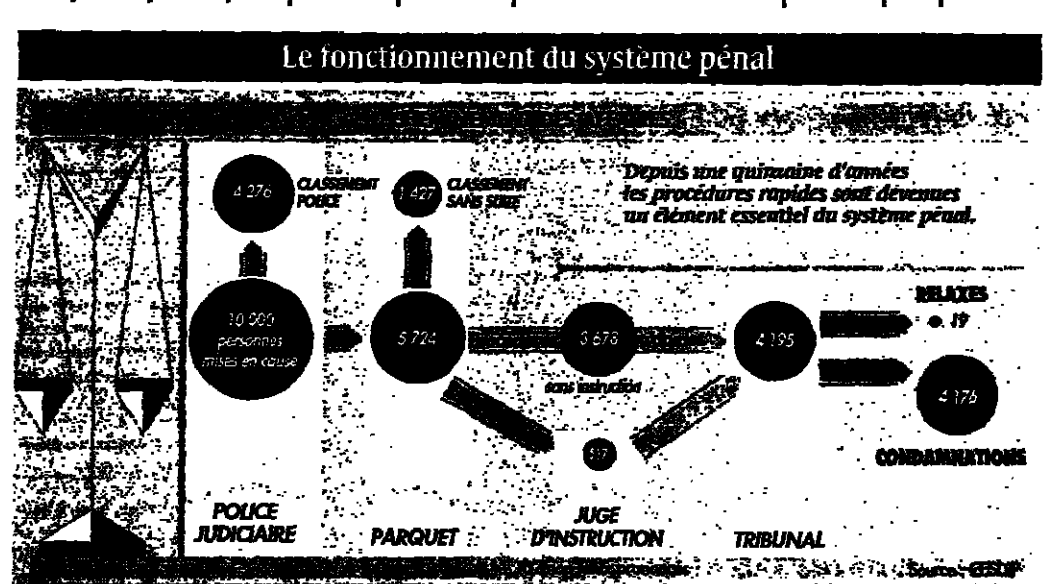 Le fonctionnement du système pénal
Depuis une quinzaine d'années
les procédures rapides sont devenues
un élément essentiel du système pénal.
4 276
CLASSEMENT
POLICE
1 427
CLASSEMENT
SANS SUITE
10 000
personnes
mises en cause
5 724
3 678
sans instruction
4 195
RELAXES
19
4 176
CONDAMNATIONS
POLICE
JUDICIAIRE
PARQUET
JUGE
D'INSTRUCTION
TRIBUNAL
Source: